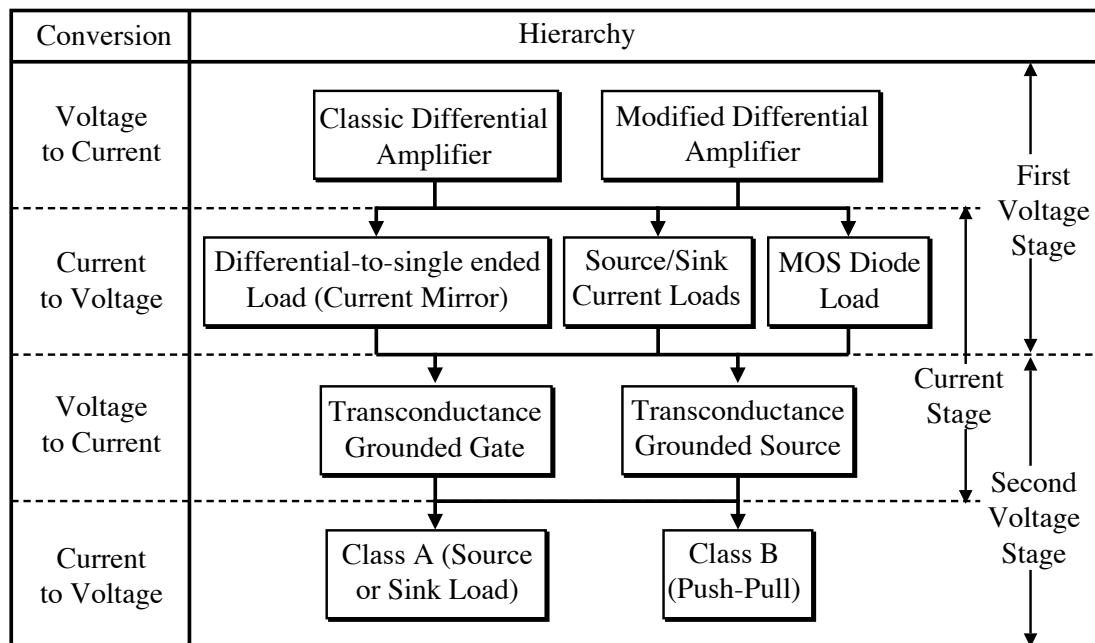 Conversion
Hierarchy
Voltage
to Current
Classic Differential
Amplifier
Modified Differential
Amplifier
First
Voltage
Stage
Current
to Voltage
Differential-to-single ended
Load (Current Mirror)
Source/Sink
Current Loads
MOS Diode
Load
Current
Stage
Voltage
to Current
Transconductance
Grounded Gate
Transconductance
Grounded Source
Second
Voltage
Stage
Current
to Voltage
Class A (Source
or Sink Load)
Class B
(Push-Pull)